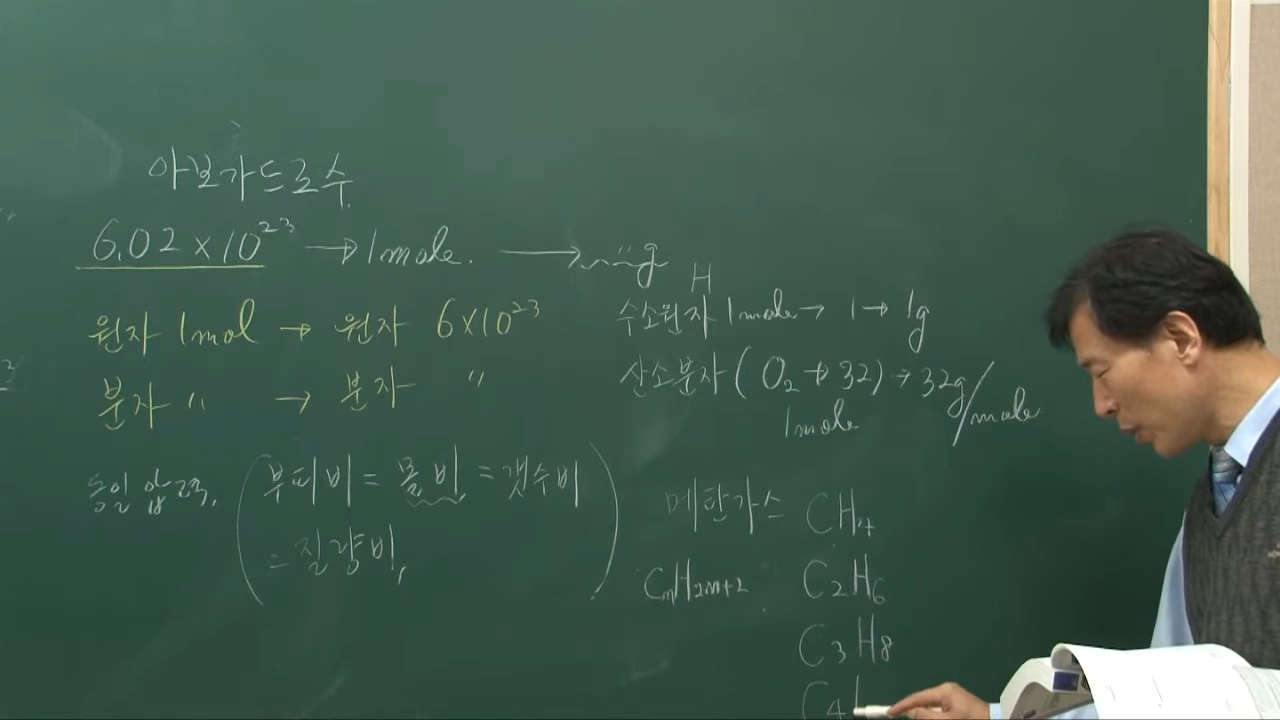 아보가드로수
6.02×10²³ → 1mole. → ~~g
원자 1mol → 원자 6×10²³
분자 〃 → 분자 〃
동일 압력, (부피비 = 몰비, = 갯수비
= 질량비, )
H
수소원자 1mole → 1 → 1g
산소분자 ( O₂ → 32) → 32g/mole
1mole
메탄가스 CH₄
CnH2n+2 C₂H₆
C₃H₈
C₄